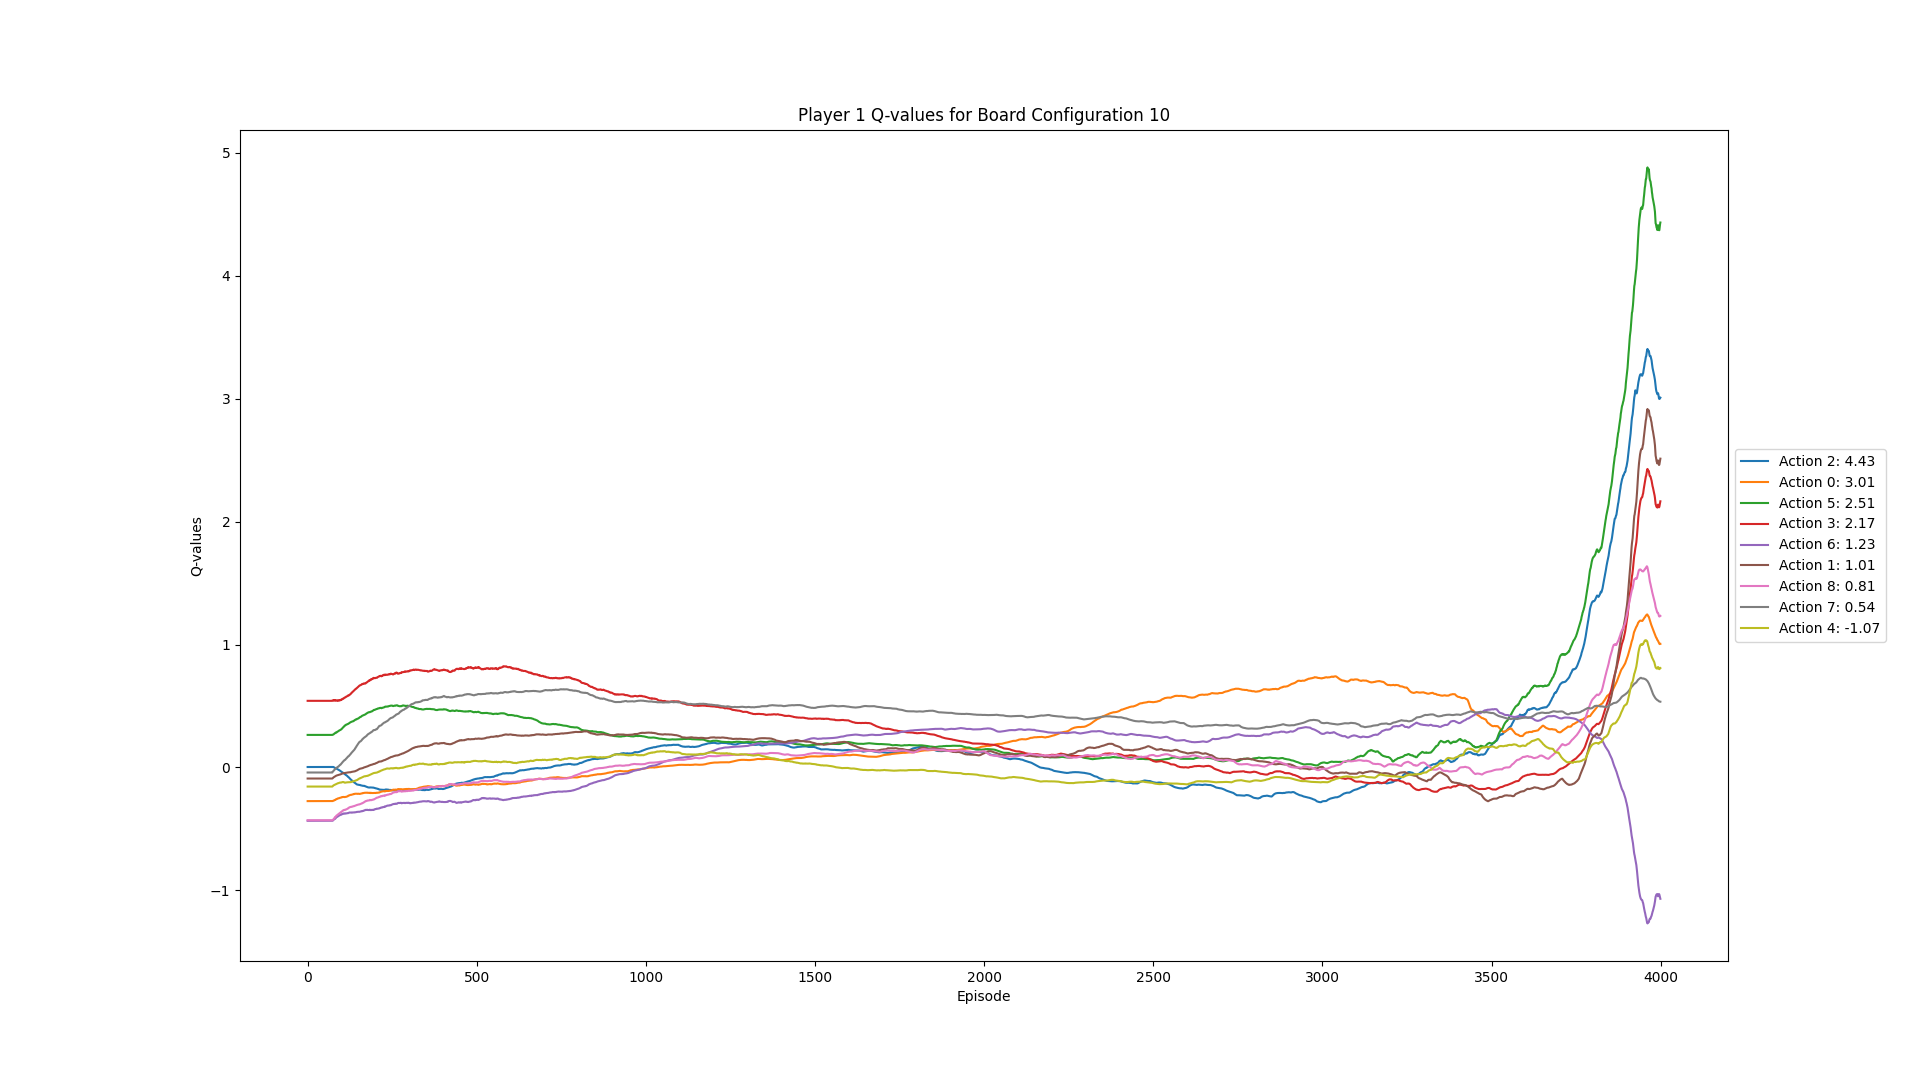 Player 1 Q-values for Board Configuration 10
5
4
3
2
1
0
−1
Q-values
0 500 1000 1500 2000 2500 3000 3500 4000
Episode
Action 2: 4.43
Action 0: 3.01
Action 5: 2.51
Action 3: 2.17
Action 6: 1.23
Action 1: 1.01
Action 8: 0.81
Action 7: 0.54
Action 4: -1.07